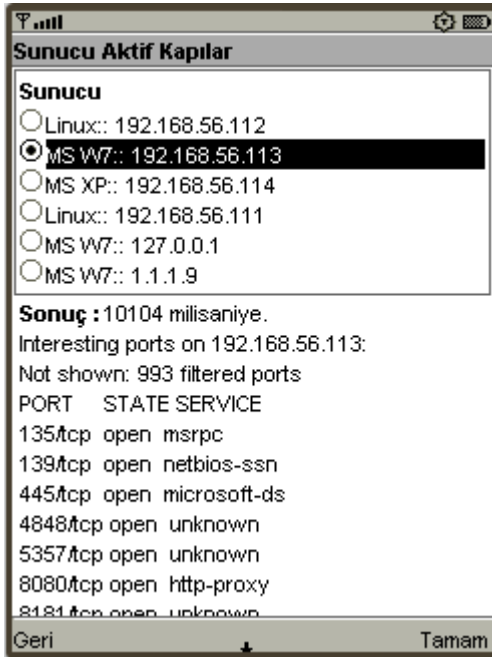 Sunucu Aktif Kapılar
Sunucu
Linux:: 192.168.56.112
MS W7:: 192.168.56.113
MS XP:: 192.168.56.114
Linux:: 192.168.56.111
MS W7:: 127.0.0.1
MS W7:: 1.1.1.9
Sonuç : 10104 milisaniye.
Interesting ports on 192.168.56.113:
Not shown: 993 filtered ports
PORT STATE SERVICE
135/tcp open msrpc
139/tcp open netbios-ssn
445/tcp open microsoft-ds
4848/tcp open unknown
5357/tcp open unknown
8080/tcp open http-proxy
8181/tcp open unknown
Geri Tamam